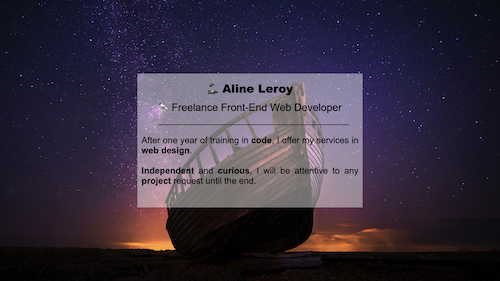 Aline Leroy
Freelance Front-End Web Developer
After one year of training in code, I offer my services in
web design.
Independent and curious, I will be attentive to any
project request until the end.